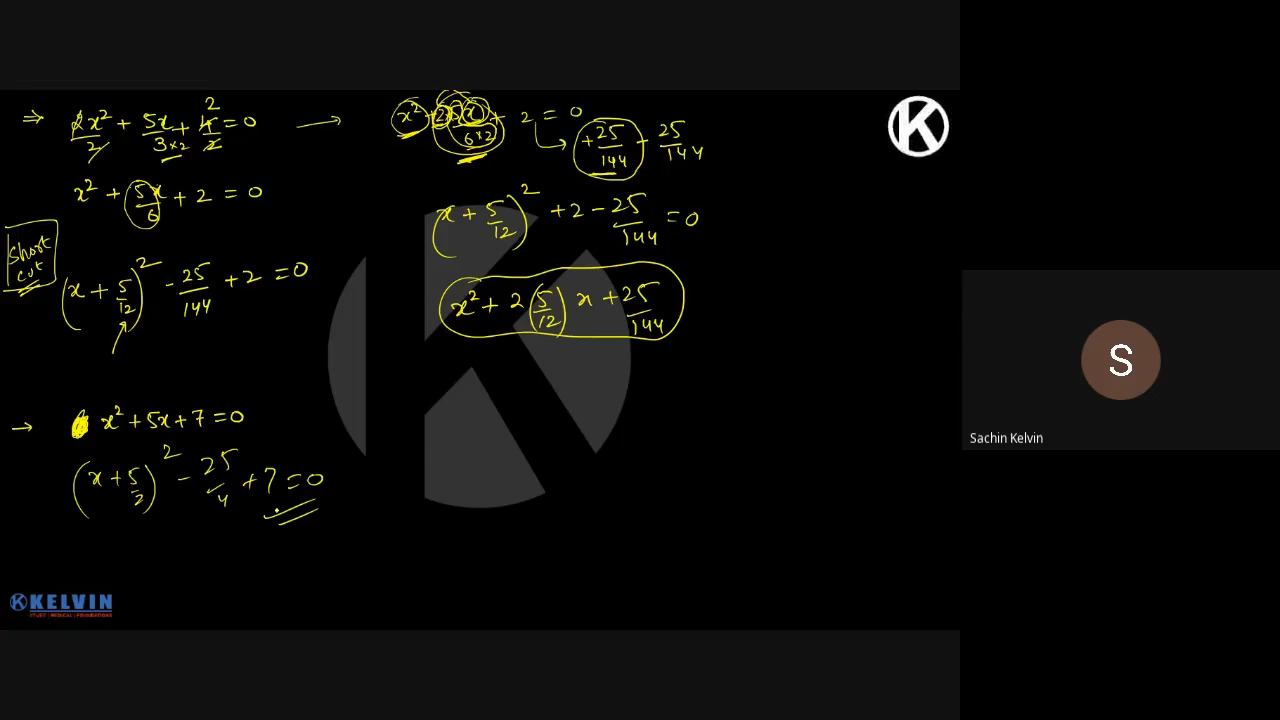 ⇒ 2x²/2 + 5x/3×2 + 4/2 = 0 → x² + 2·5x/6×2 + 2 = 0
2
+25/144 - 25/144
x² + 5x/6 + 2 = 0
(x + 5/12)² + 2 - 25/144 = 0
Short cut
(x + 5/12)² - 25/144 + 2 = 0
x² + 2(5/12)x + 25/144
→ x² + 5x + 7 = 0
(x + 5/2)² - 25/4 + 7 = 0
Sachin Kelvin
S
K
KELVIN